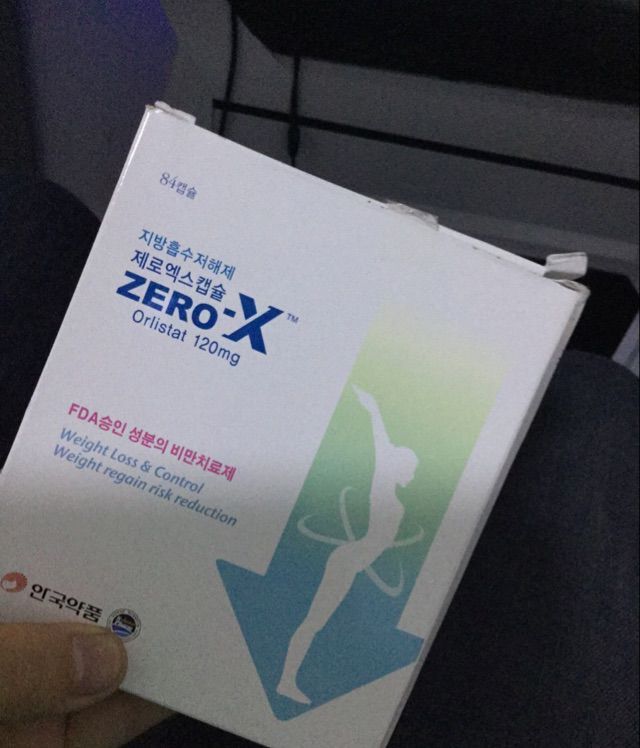 84캡슐
지방흡수저해제
제로엑스캡슐
ZERO-X™
Orlistat 120mg
FDA승인 성분의 비만치료제
Weight Loss & Control
Weight regain risk reduction
안국약품